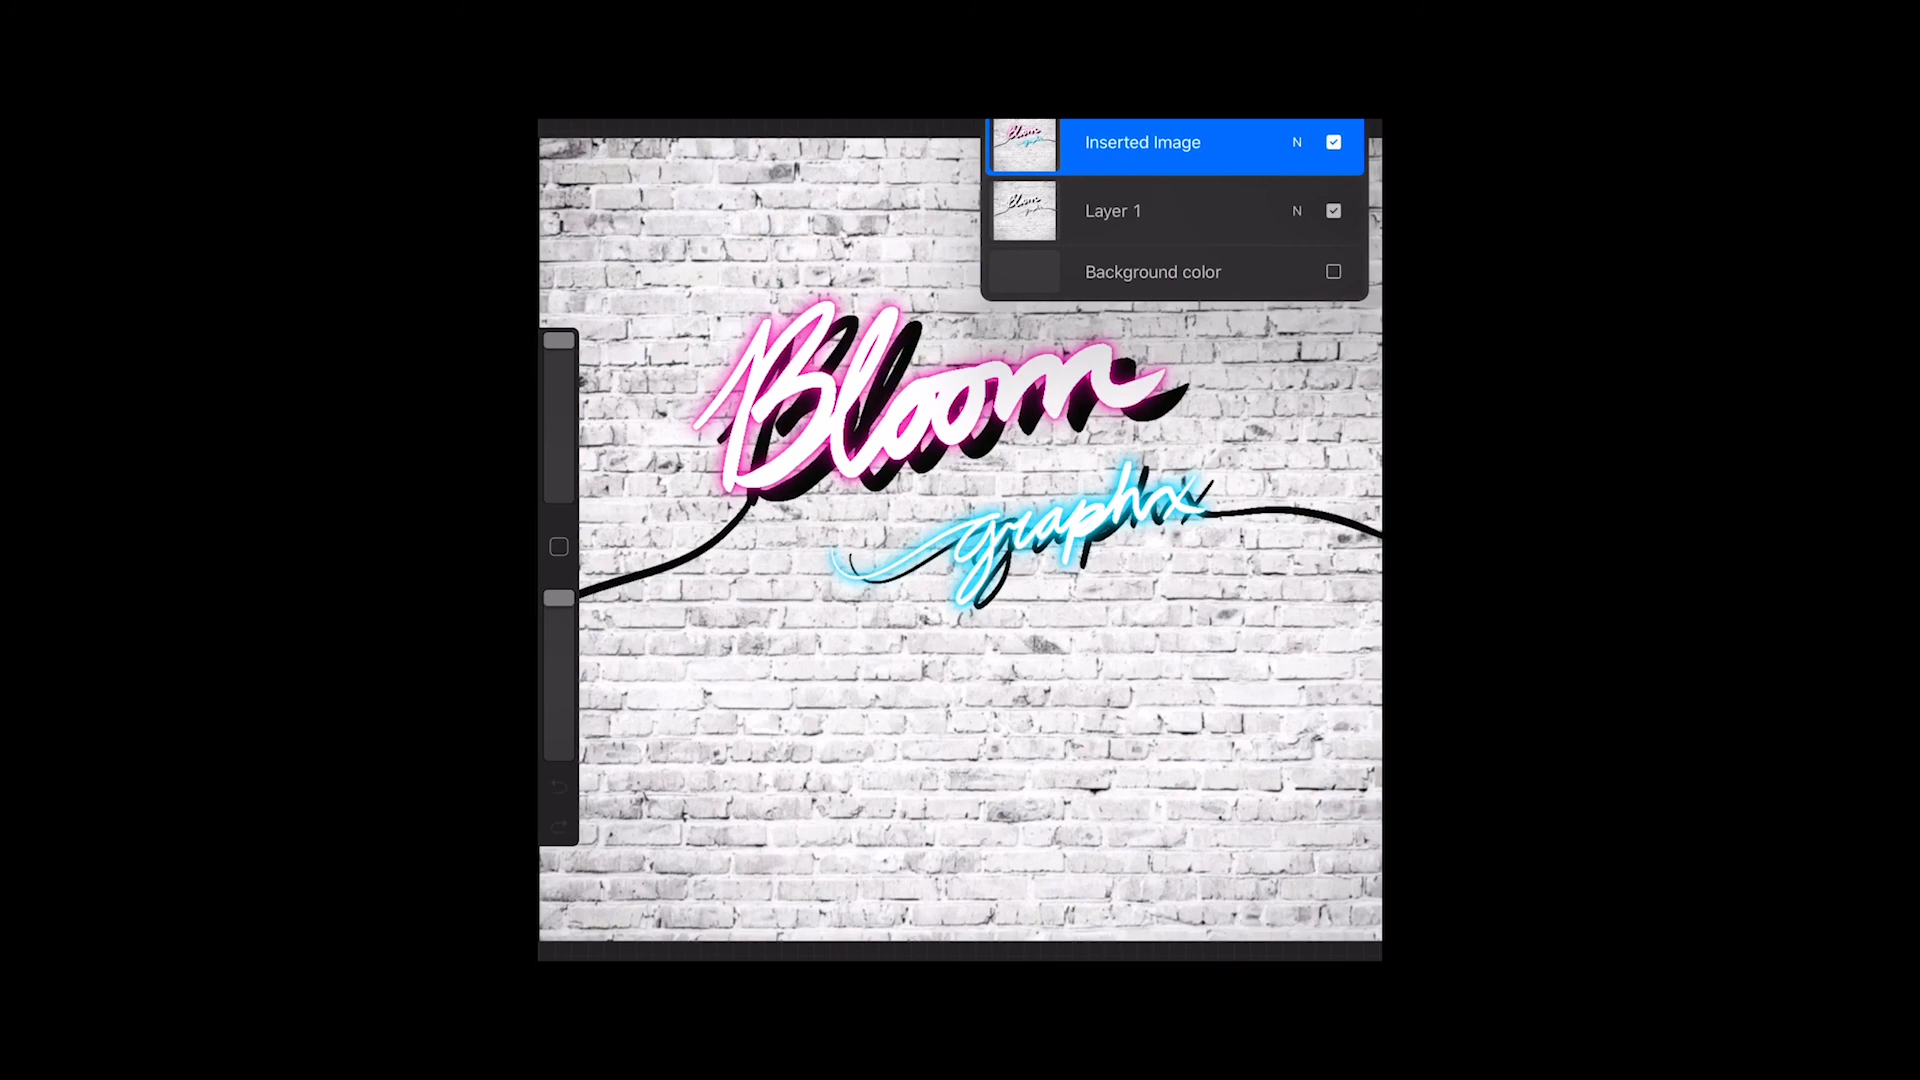 Inserted Image N
Layer 1 N
Background color
Bloom
graphx